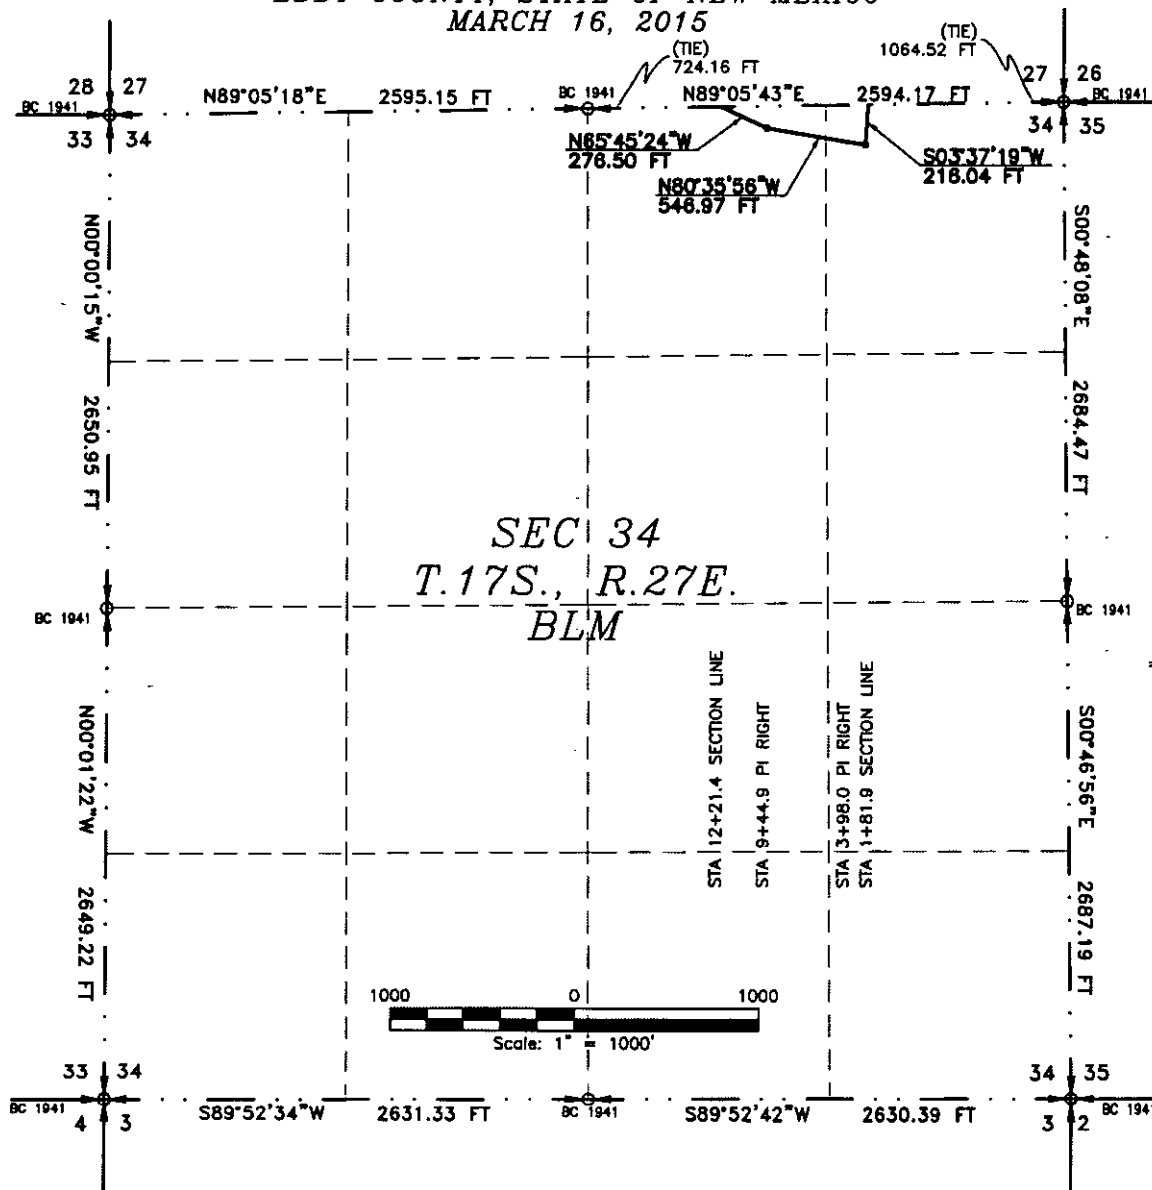 MARCH 16, 2015
(TIE)
724.16 FT
(TIE)
1064.52 FT
28 27
27 26
BC 1941
N89°05'18"E 2595.15 FT
BC 1941
N89°05'43"E 2594.17 FT
BC 1941
33 34
34 35
N65°45'24"W
276.50 FT
S03°37'19"W
216.04 FT
N80°35'56"W
546.97 FT
N00°00'15"W 2650.95 FT
S00°48'08"E 2684.47 FT
SEC 34
T.17S., R.27E.
BLM
BC 1941
BC 1941
STA 12+21.4 SECTION LINE
STA 9+44.9 PI RIGHT
STA 3+98.0 PI RIGHT
STA 1+81.9 SECTION LINE
N00°01'22"W 2649.22 FT
S00°46'56"E 2687.19 FT
1000 0 1000
Scale: 1" = 1000'
33 34
34 35
BC 1941
S89°52'34"W 2631.33 FT
BC 1941
S89°52'42"W 2630.39 FT
BC 1941
4 3
3 2